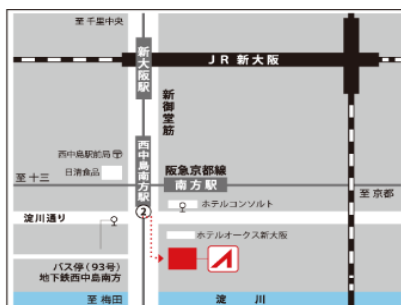 至 千里中央
新大阪駅
JR 新大阪
新御堂筋
西中島駅前局
日清食品
西中島南方駅
阪急京都線
南方駅
至 十三
至 京都
②
ホテルコンソルト
淀川通り
ホテルオークス新大阪
バス停（93号）
地下鉄西中島南方
至 梅田
淀 川